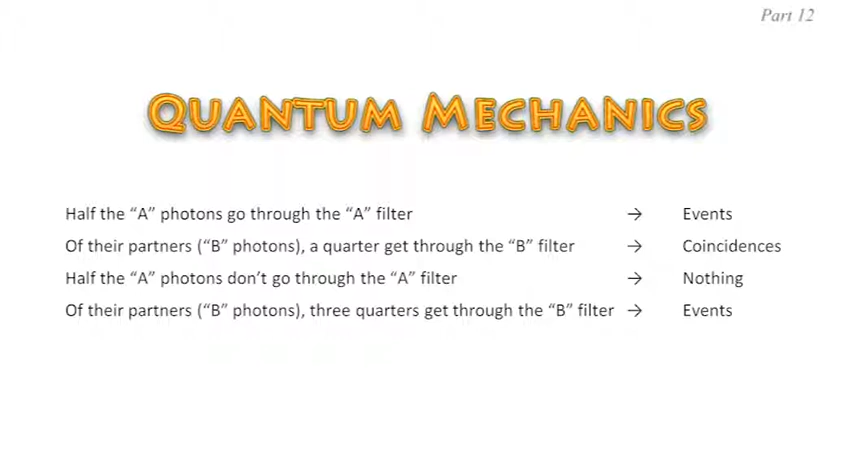 Part 12
QUANTUM MECHANICS
Half the “A” photons go through the “A” filter → Events
Of their partners (“B” photons), a quarter get through the “B” filter → Coincidences
Half the “A” photons don’t go through the “A” filter → Nothing
Of their partners (“B” photons), three quarters get through the “B” filter → Events